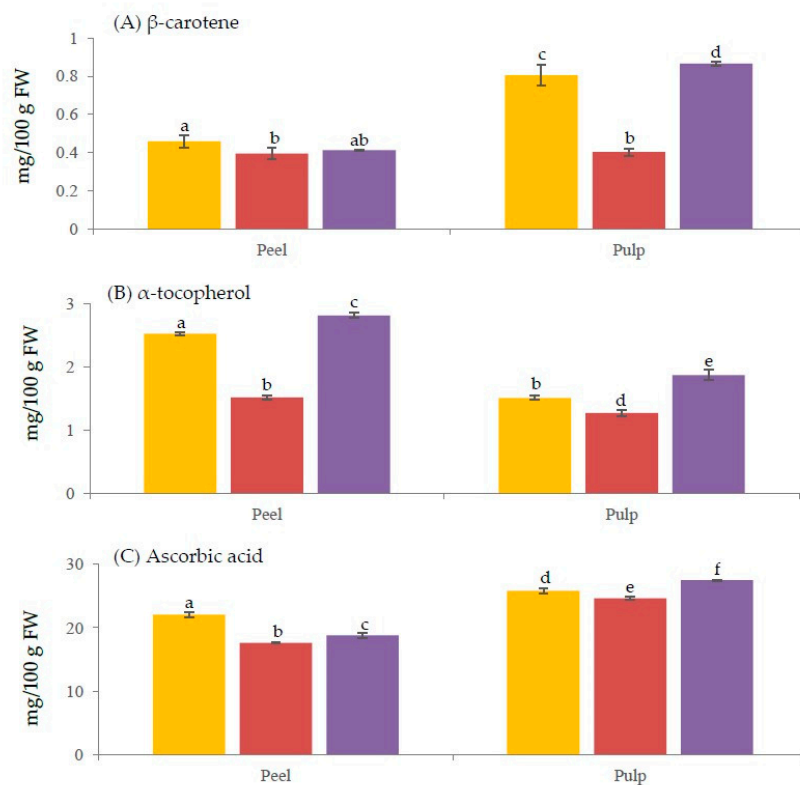 (A) β-carotene
mg/100 g FW
1
0.8
0.6
0.4
0.2
0
a
b
ab
c
b
d
Peel
Pulp
(B) α-tocopherol
mg/100 g FW
3
2
1
0
a
b
c
b
d
e
Peel
Pulp
(C) Ascorbic acid
mg/100 g FW
30
20
10
0
a
b
c
d
e
f
Peel
Pulp